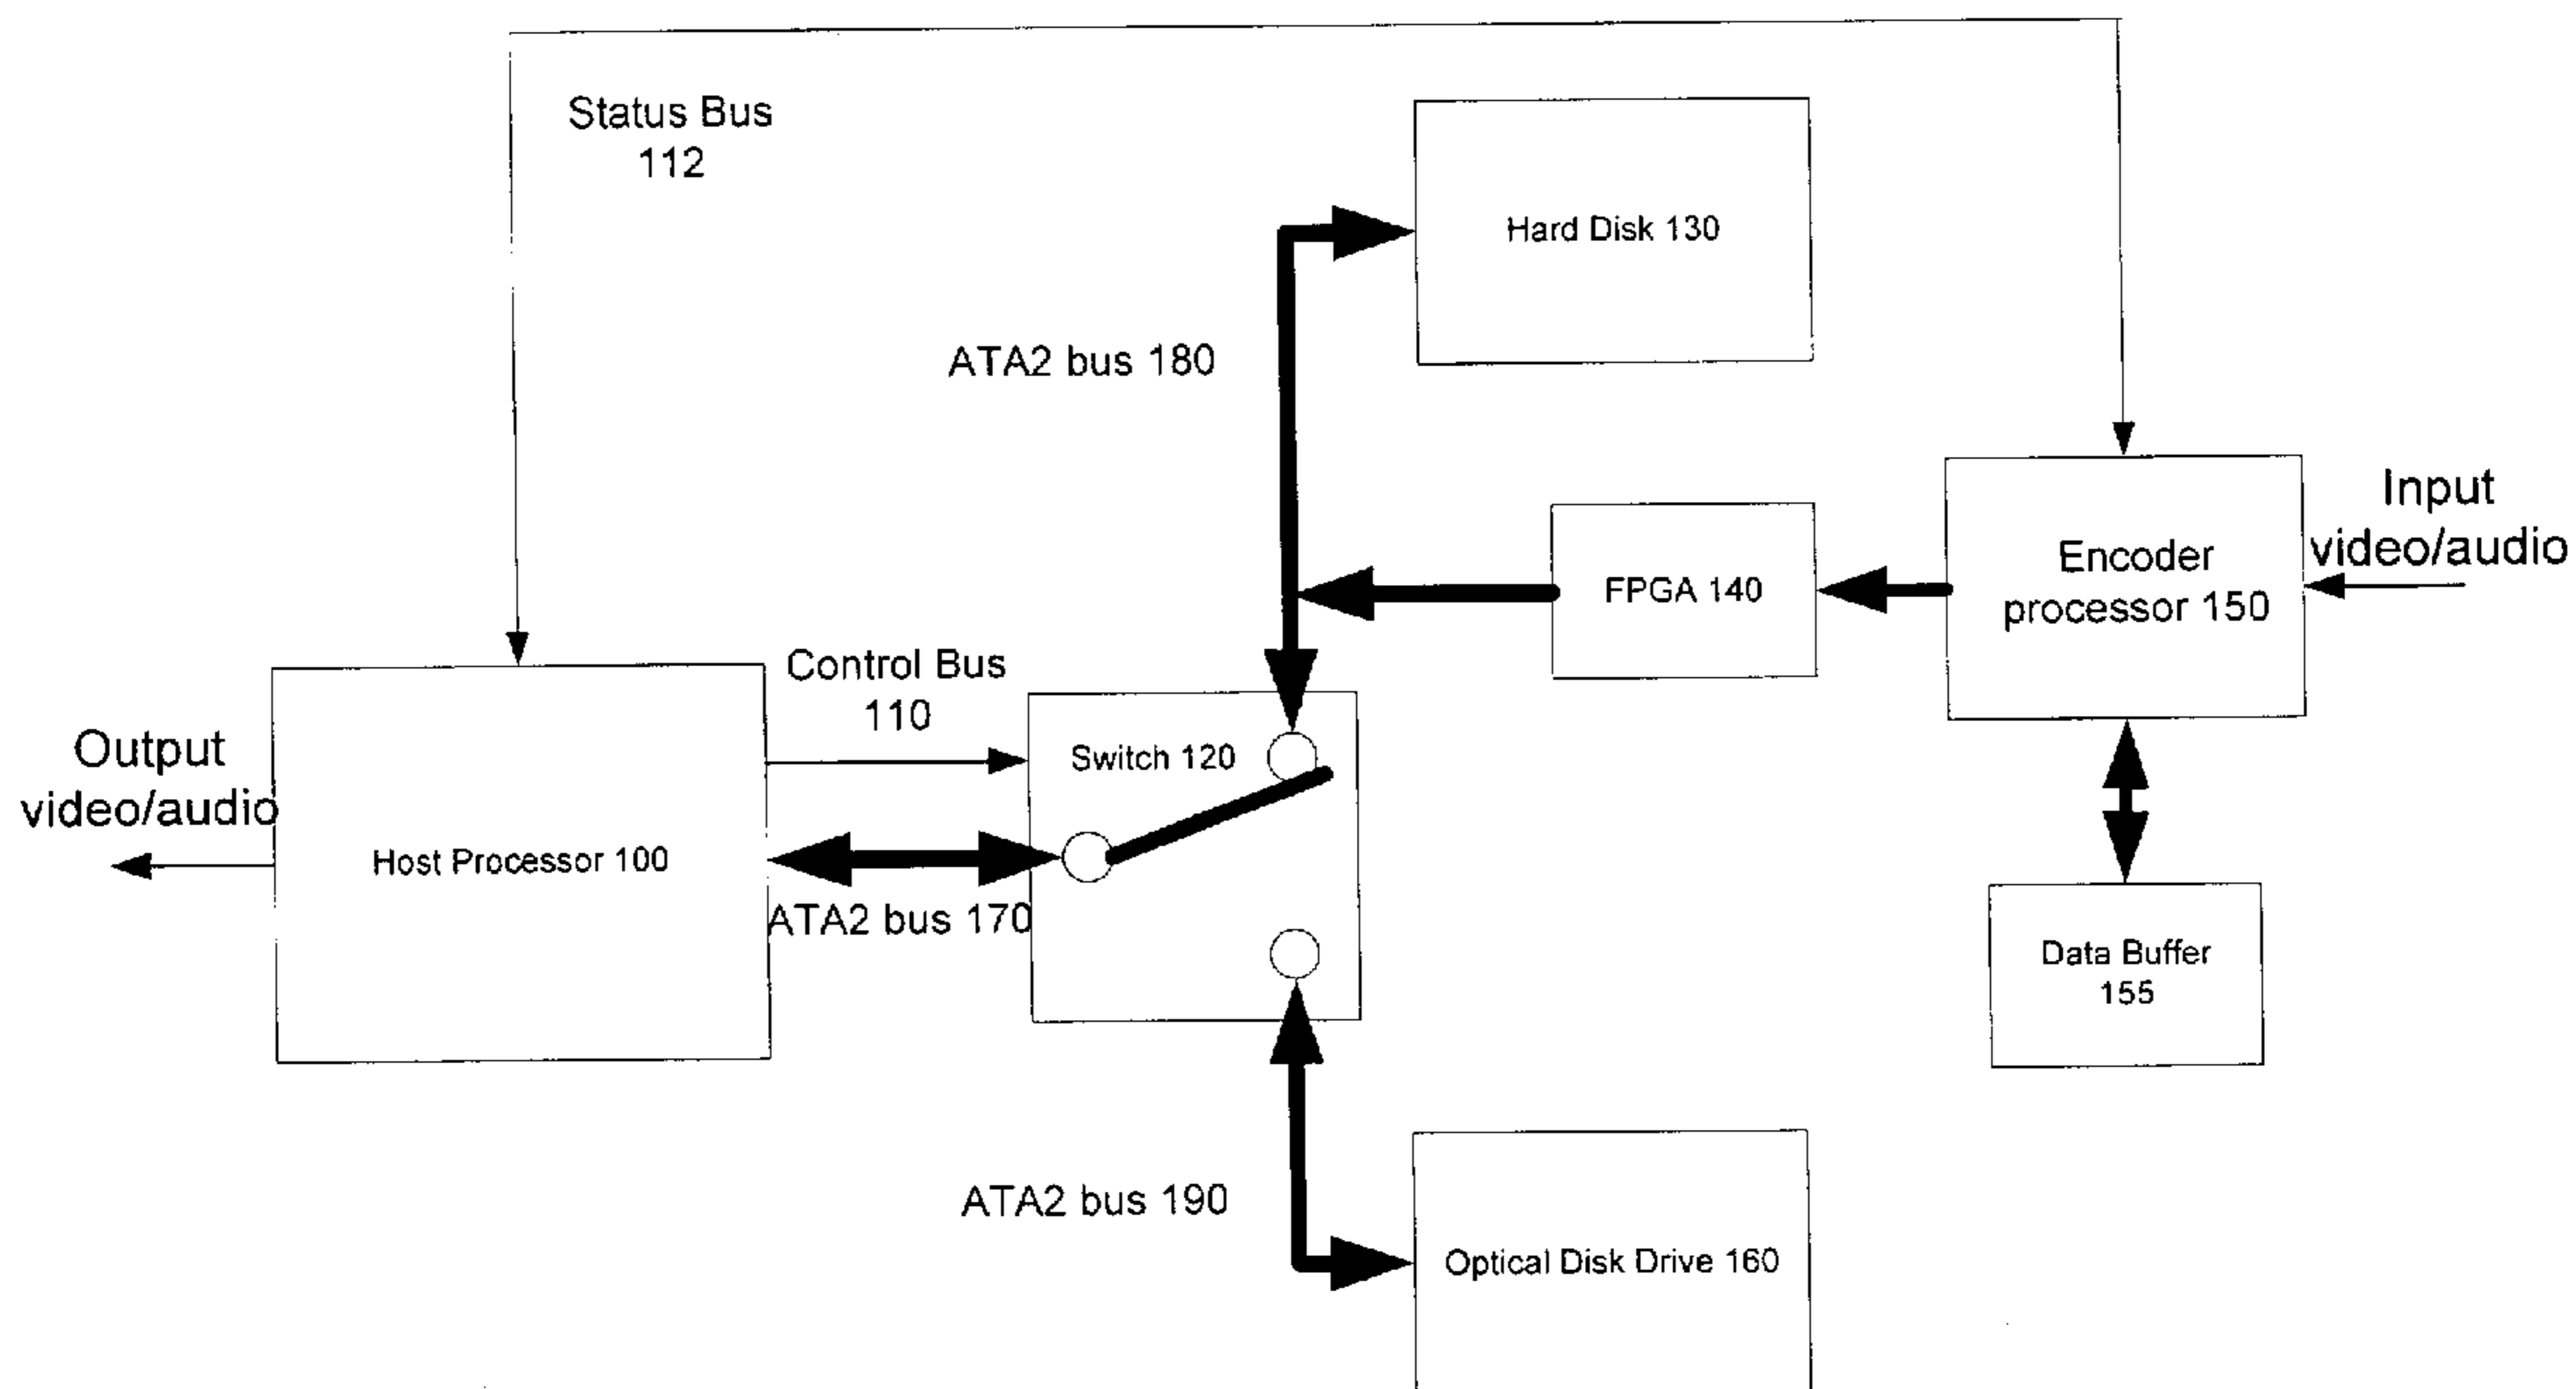 Status Bus
112
Hard Disk 130
ATA2 bus 180
Input
video/audio
Encoder
processor 150
FPGA 140
Control Bus
110
Output
video/audio
Switch 120
Host Processor 100
ATA2 bus 170
Data Buffer
155
ATA2 bus 190
Optical Disk Drive 160